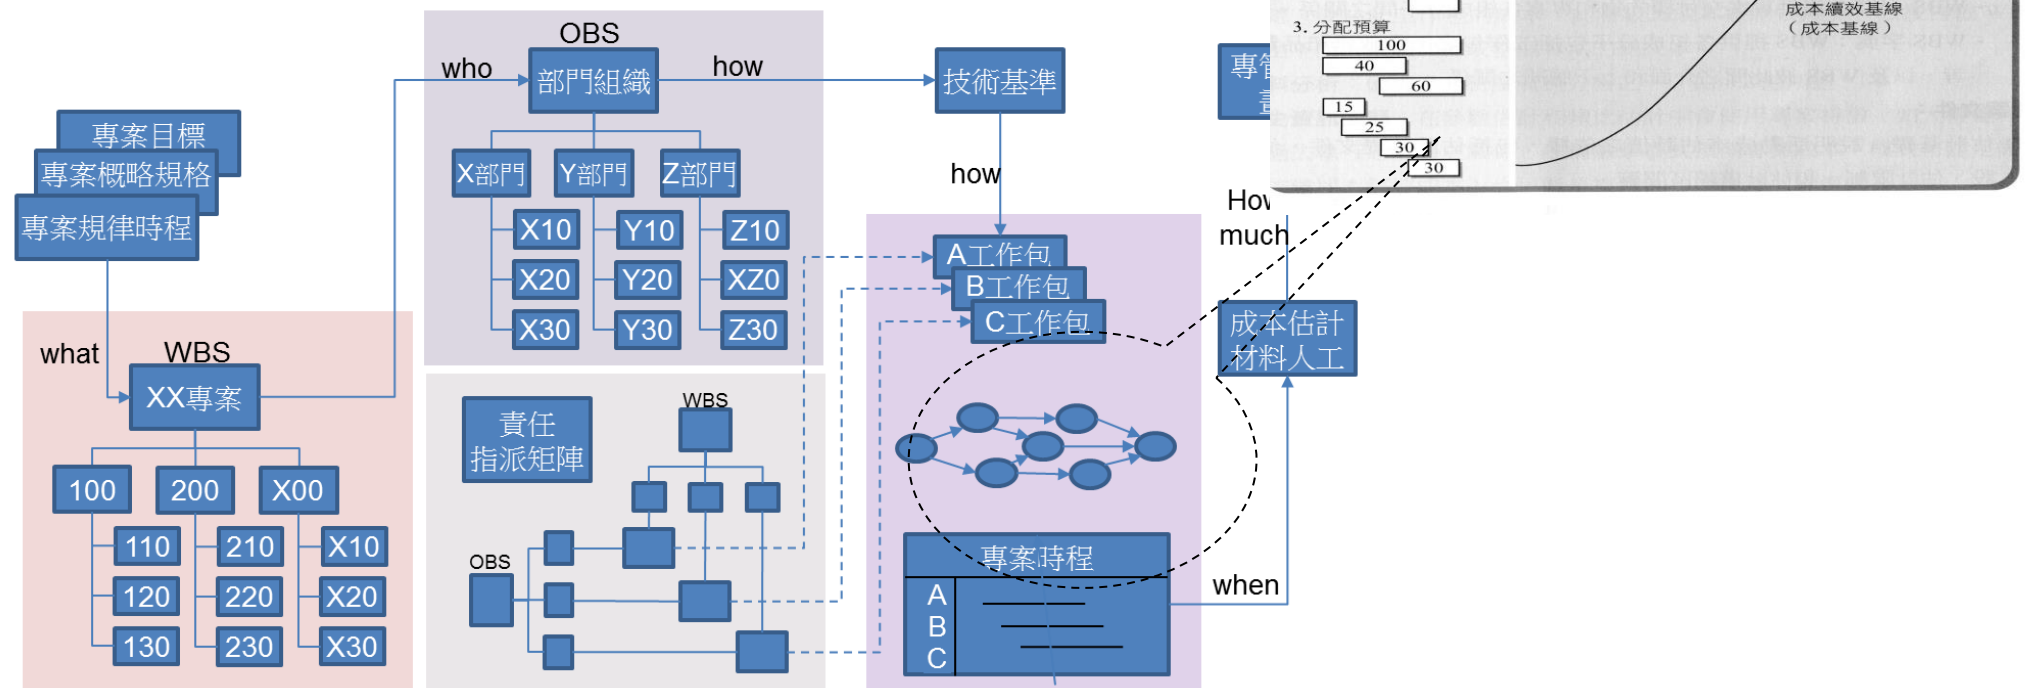 專案目標
專案概略規格
專案規律時程
what
WBS
XX專案
100
200
X00
110
210
X10
120
220
X20
130
230
X30
who
OBS
部門組織
how
X部門
Y部門
Z部門
X10
Y10
Z10
X20
Y20
XZ0
X30
Y30
Z30
責任
指派矩陣
WBS
OBS
技術基準
how
A工作包
B工作包
C工作包
專案時程
A
B
C
when
成本估計
材料人工
much
3. 分配預算
100
40
60
15
25
30
30
成本績效基線
（成本基線）